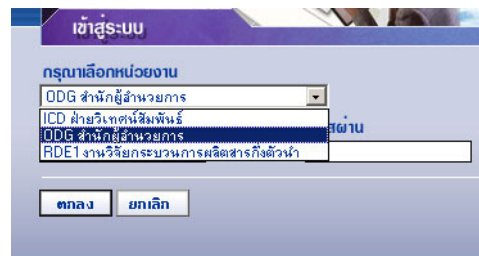 เข้าสู่ระบบ
กรุณาเลือกหน่วยงาน
ODG สำนักผู้อำนวยการ
ICD ฝ่ายวิเทศน์สัมพันธ์
ODG สำนักผู้อำนวยการ
สผ่าน
RDE1 งานวิจัยกระบวนการผลิตสารกึ่งตัวนำ
ตกลง ยกเลิก